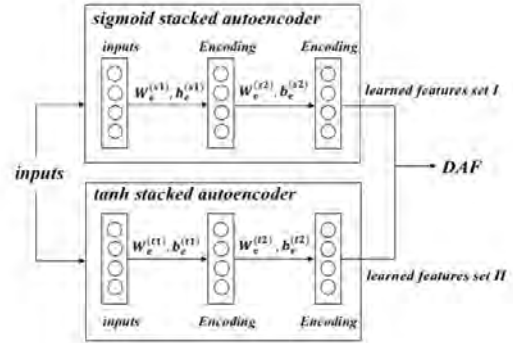 sigmoid stacked autoencoder
inputs Encoding Encoding
W_e^(s1), b_e^(s1) W_e^(s2), b_e^(s2)
learned features set I
inputs
DAF
tanh stacked autoencoder
W_e^(t1), b_e^(t1) W_e^(t2), b_e^(t2)
learned features set II
inputs Encoding Encoding